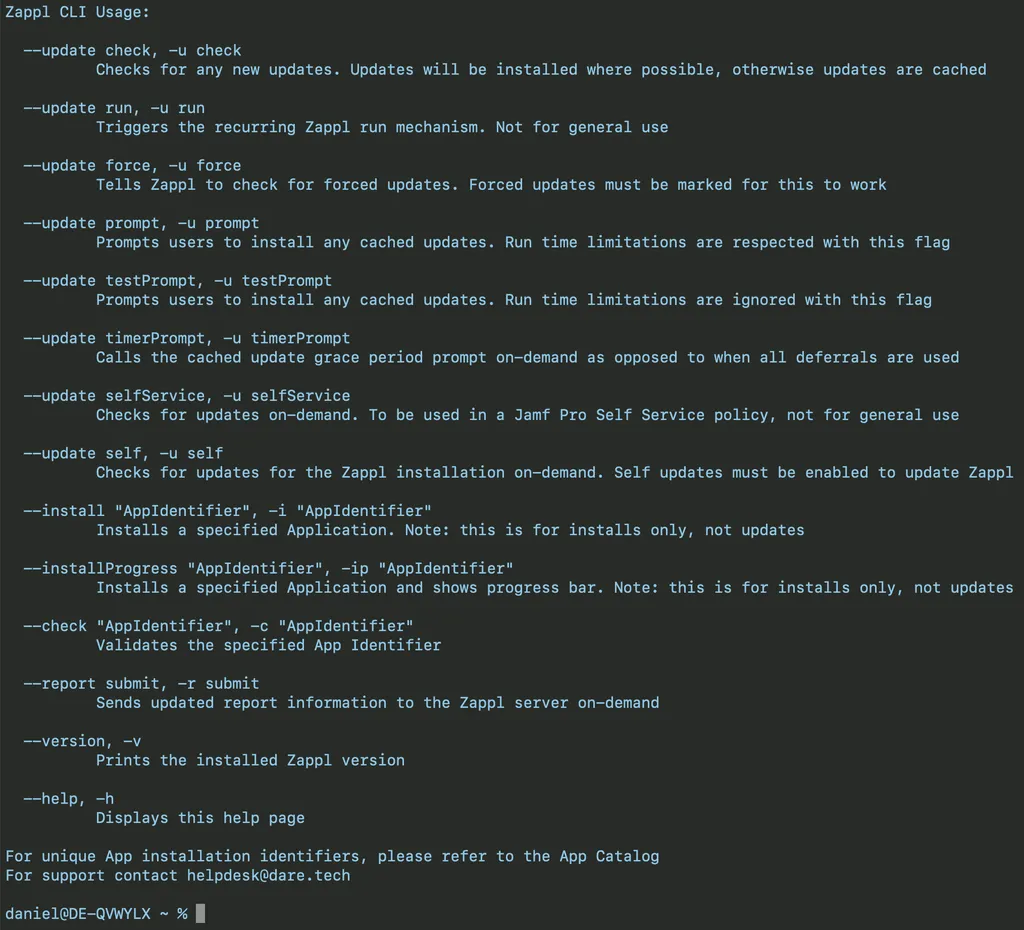 Zappl CLI Usage:
--update check, -u check
Checks for any new updates. Updates will be installed where possible, otherwise updates are cached
--update run, -u run
Triggers the recurring Zappl run mechanism. Not for general use
--update force, -u force
Tells Zappl to check for forced updates. Forced updates must be marked for this to work
--update prompt, -u prompt
Prompts users to install any cached updates. Run time limitations are respected with this flag
--update testPrompt, -u testPrompt
Prompts users to install any cached updates. Run time limitations are ignored with this flag
--update timerPrompt, -u timerPrompt
Calls the cached update grace period prompt on-demand as opposed to when all deferrals are used
--update selfService, -u selfService
Checks for updates on-demand. To be used in a Jamf Pro Self Service policy, not for general use
--update self, -u self
Checks for updates for the Zappl installation on-demand. Self updates must be enabled to update Zappl
--install "AppIdentifier", -i "AppIdentifier"
Installs a specified Application. Note: this is for installs only, not updates
--installProgress "AppIdentifier", -ip "AppIdentifier"
Installs a specified Application and shows progress bar. Note: this is for installs only, not updates
--check "AppIdentifier", -c "AppIdentifier"
Validates the specified App Identifier
--report submit, -r submit
Sends updated report information to the Zappl server on-demand
--version, -v
Prints the installed Zappl version
--help, -h
Displays this help page
For unique App installation identifiers, please refer to the App Catalog
For support contact helpdesk@dare.tech
daniel@DE-QVWYLX ~ %